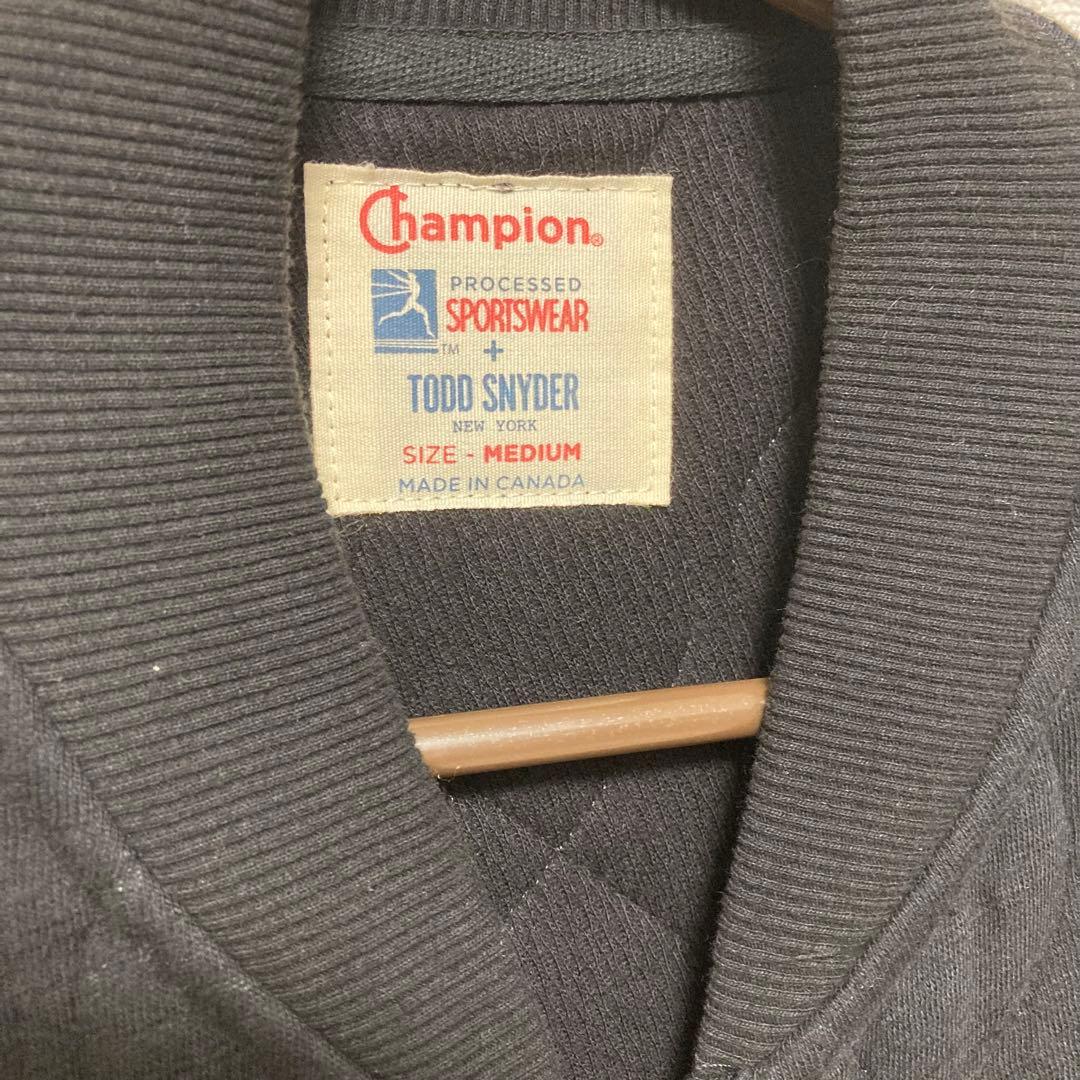 Champion®
PROCESSED
SPORTSWEAR
TM +
TODD SNYDER
NEW YORK
SIZE - MEDIUM
MADE IN CANADA